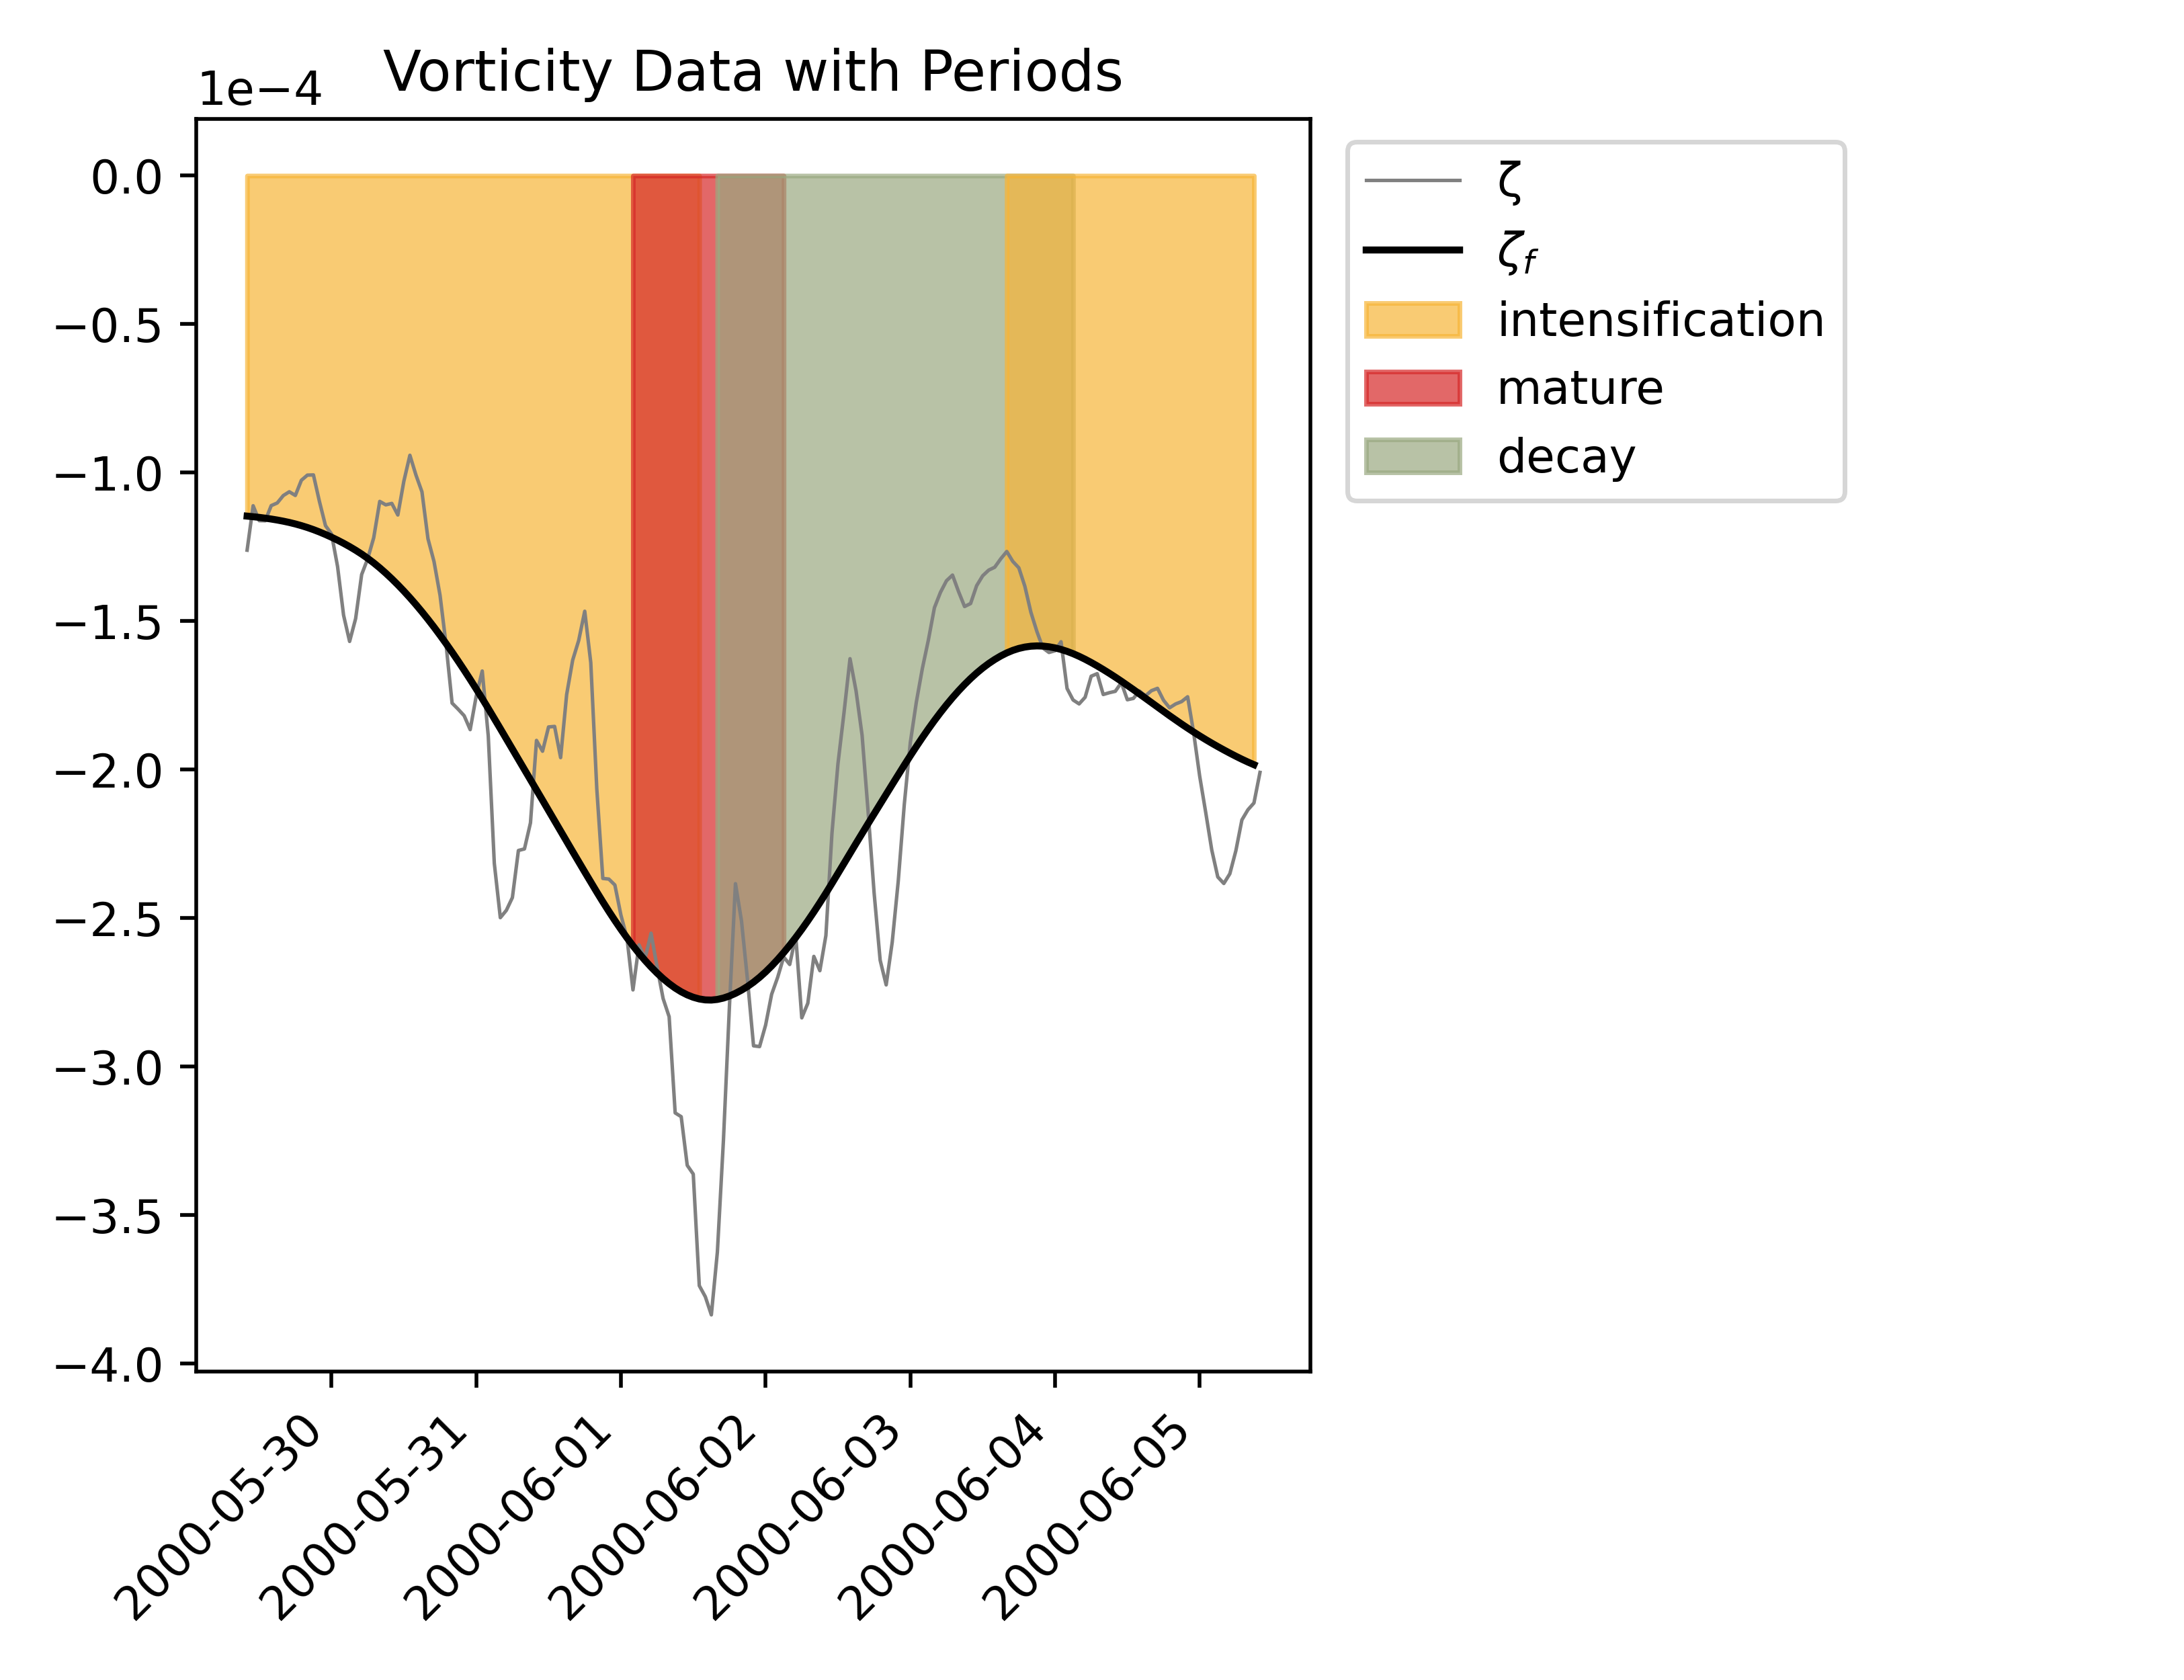 Vorticity Data with Periods
1e−4
0.0
−0.5
−1.0
−1.5
−2.0
−2.5
−3.0
−3.5
−4.0
2000-05-30
2000-05-31
2000-06-01
2000-06-02
2000-06-03
2000-06-04
2000-06-05
ζ
ζf
intensification
mature
decay